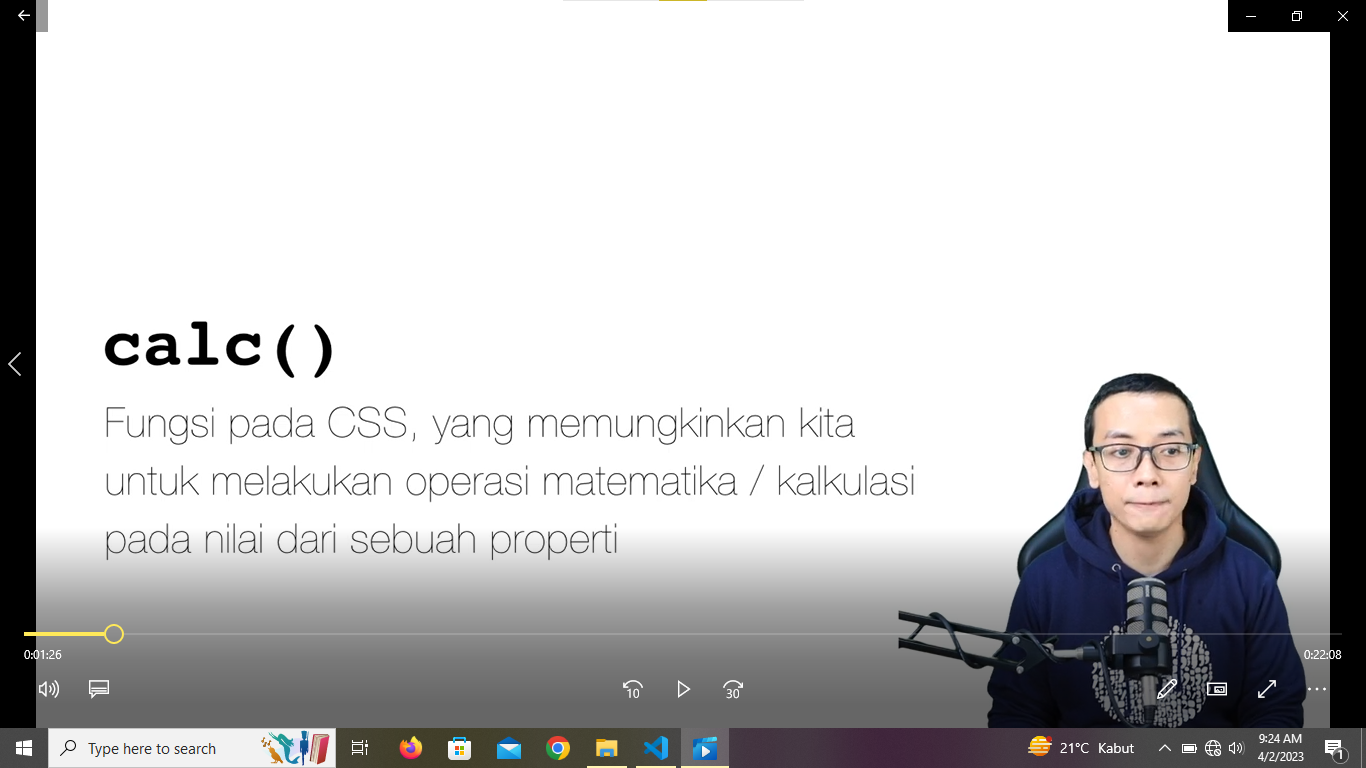 calc()
Fungsi pada CSS, yang memungkinkan kita
untuk melakukan operasi matematika / kalkulasi
pada nilai dari sebuah properti
0:01:26
0:22:08
10
30
Type here to search
21°C Kabut
9:24 AM
4/2/2023
1